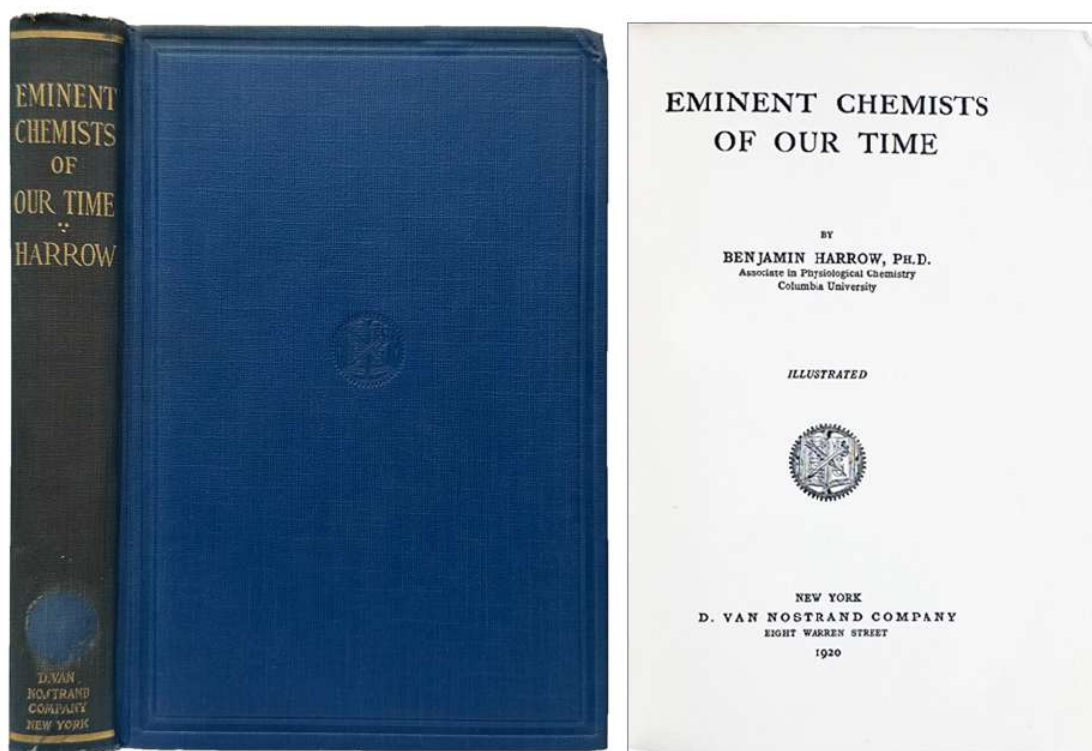 EMINENT
CHEMISTS
OF
OUR TIME
HARROW
D. VAN
NOSTRAND
COMPANY
NEW YORK
EMINENT CHEMISTS
OF OUR TIME
BY
BENJAMIN HARROW, PH.D.
Associate in Physiological Chemistry
Columbia University
ILLUSTRATED
NEW YORK
D. VAN NOSTRAND COMPANY
EIGHT WARREN STREET
1920